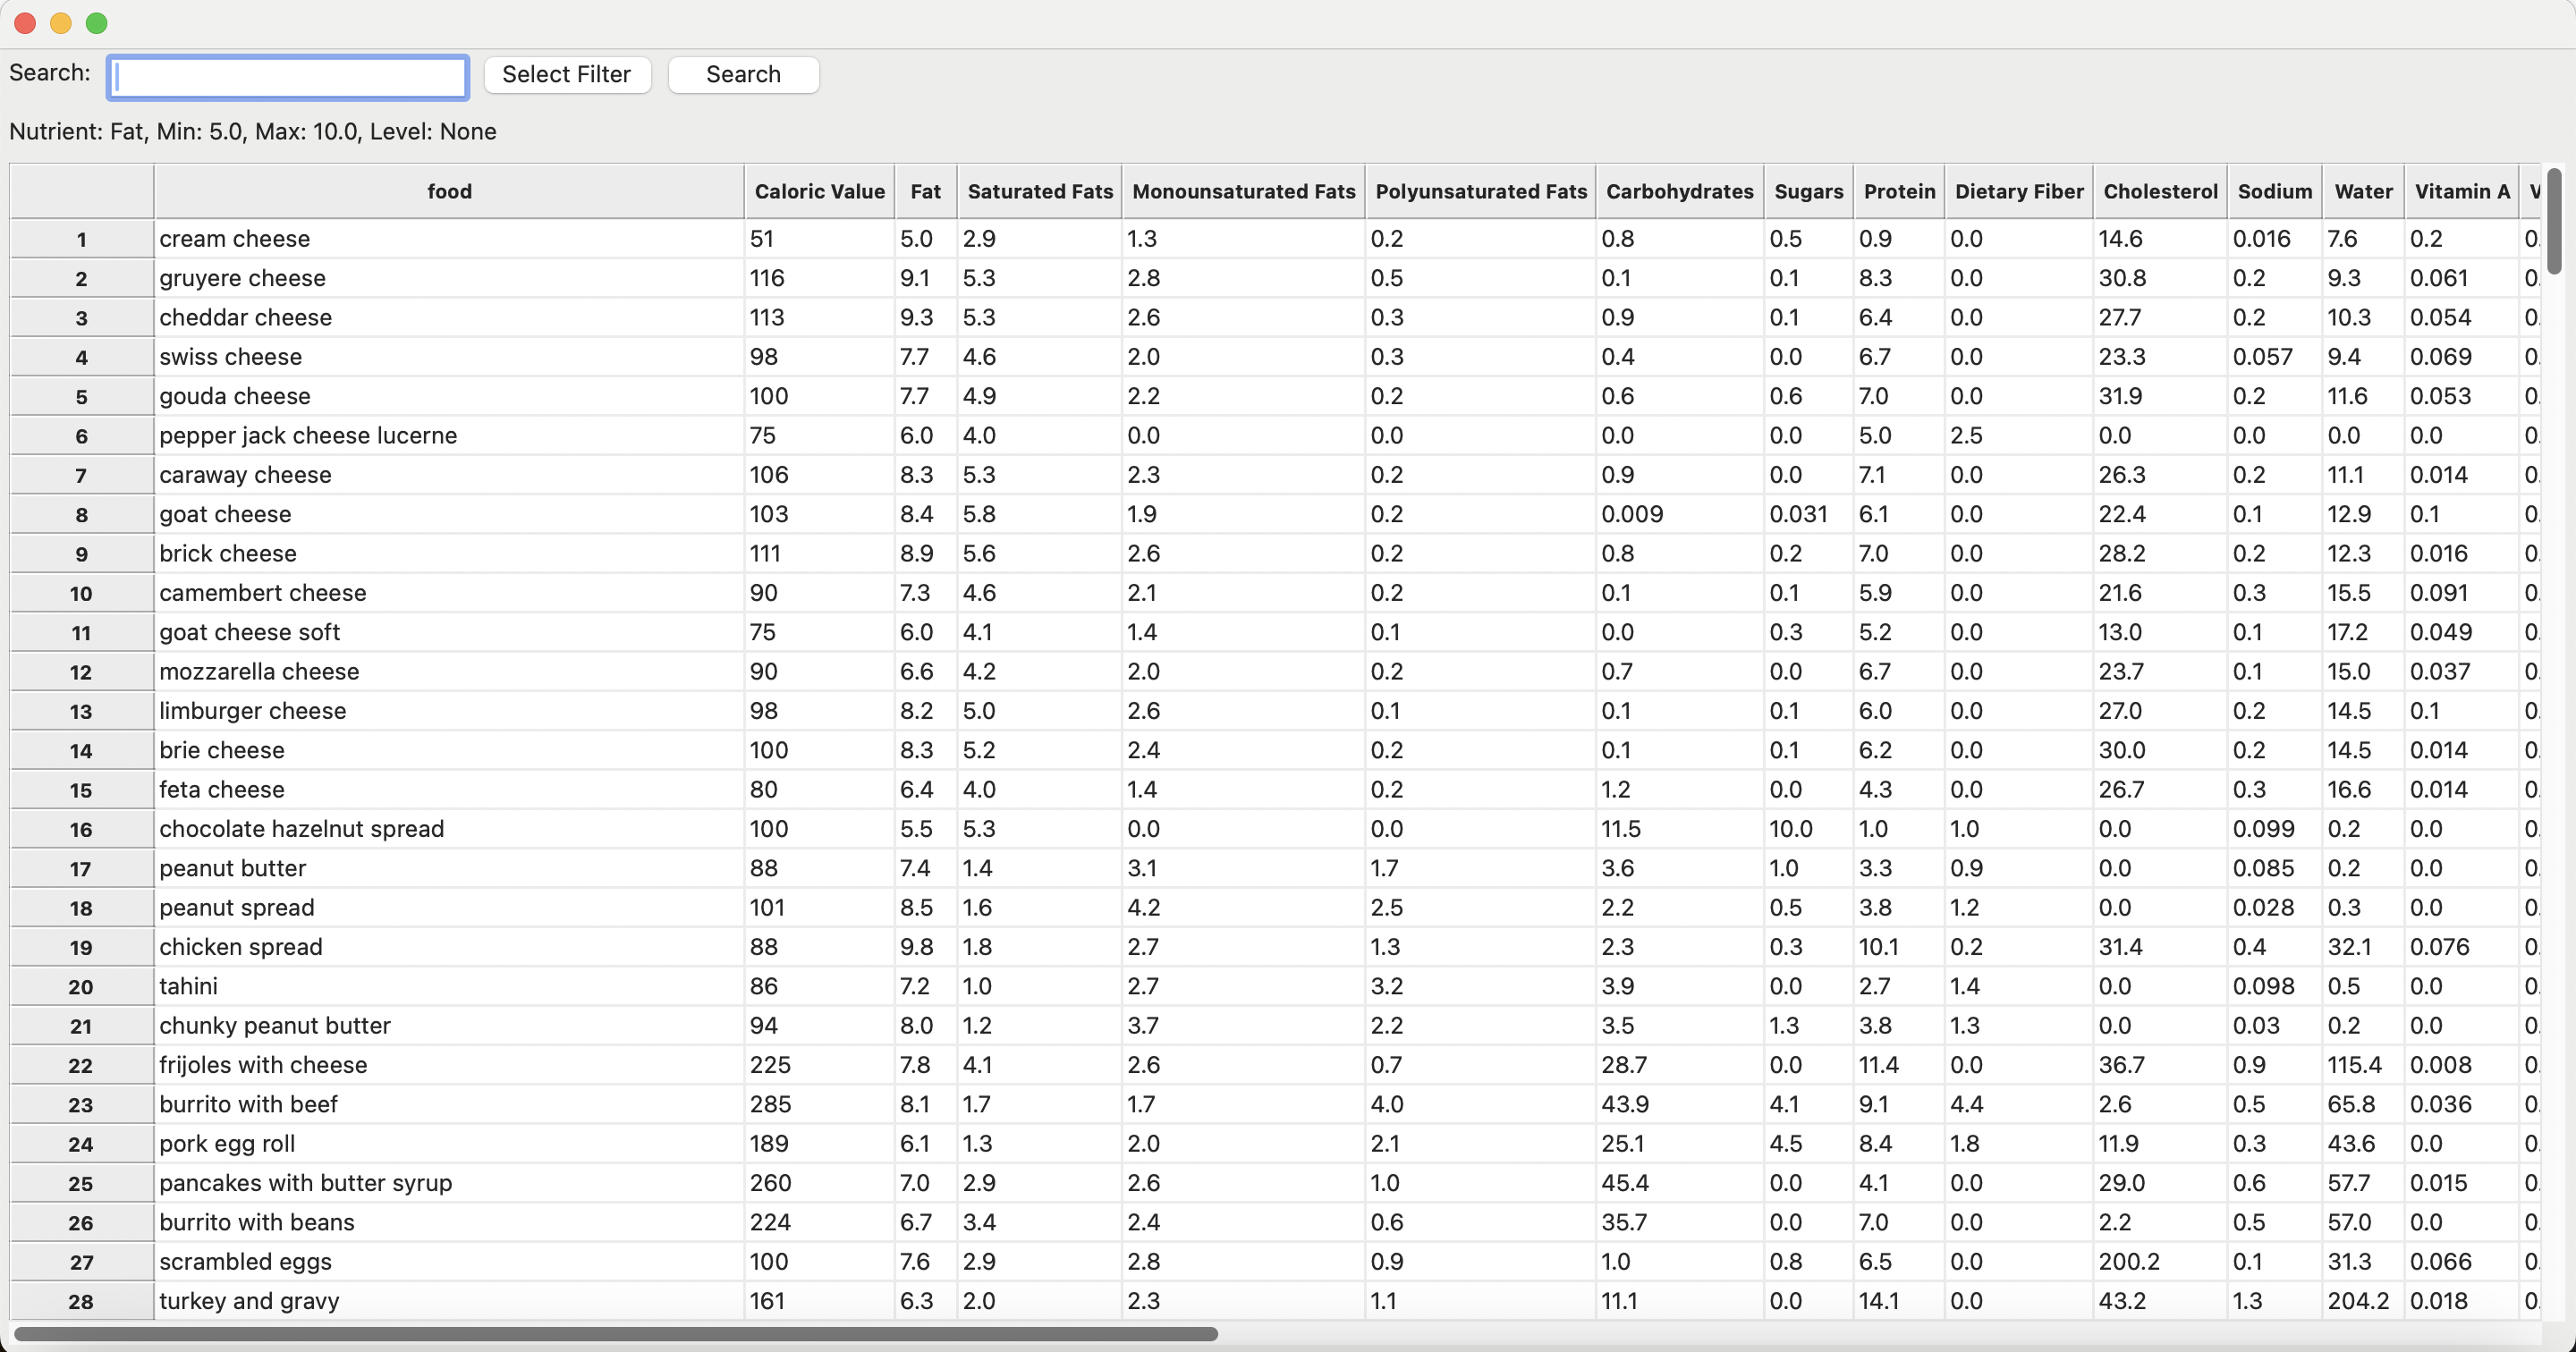 Search: Select Filter Search
Nutrient: Fat, Min: 5.0, Max: 10.0, Level: None
food Caloric Value Fat Saturated Fats Monounsaturated Fats Polyunsaturated Fats Carbohydrates Sugars Protein Dietary Fiber Cholesterol Sodium Water Vitamin A
1 cream cheese 51 5.0 2.9 1.3 0.2 0.8 0.5 0.9 0.0 14.6 0.016 7.6 0.2 0.
2 gruyere cheese 116 9.1 5.3 2.8 0.5 0.1 0.1 8.3 0.0 30.8 0.2 9.3 0.061 0.
3 cheddar cheese 113 9.3 5.3 2.6 0.3 0.9 0.1 6.4 0.0 27.7 0.2 10.3 0.054 0.
4 swiss cheese 98 7.7 4.6 2.0 0.3 0.4 0.0 6.7 0.0 23.3 0.057 9.4 0.069 0.
5 gouda cheese 100 7.7 4.9 2.2 0.2 0.6 0.6 7.0 0.0 31.9 0.2 11.6 0.053 0.
6 pepper jack cheese lucerne 75 6.0 4.0 0.0 0.0 0.0 0.0 5.0 2.5 0.0 0.0 0.0 0.0 0.
7 caraway cheese 106 8.3 5.3 2.3 0.2 0.9 0.0 7.1 0.0 26.3 0.2 11.1 0.014 0.
8 goat cheese 103 8.4 5.8 1.9 0.2 0.009 0.031 6.1 0.0 22.4 0.1 12.9 0.1 0.
9 brick cheese 111 8.9 5.6 2.6 0.2 0.8 0.2 7.0 0.0 28.2 0.2 12.3 0.016 0.
10 camembert cheese 90 7.3 4.6 2.1 0.2 0.1 0.1 5.9 0.0 21.6 0.3 15.5 0.091 0.
11 goat cheese soft 75 6.0 4.1 1.4 0.1 0.0 0.3 5.2 0.0 13.0 0.1 17.2 0.049 0.
12 mozzarella cheese 90 6.6 4.2 2.0 0.2 0.7 0.0 6.7 0.0 23.7 0.1 15.0 0.037 0.
13 limburger cheese 98 8.2 5.0 2.6 0.1 0.1 0.1 6.0 0.0 27.0 0.2 14.5 0.1 0.
14 brie cheese 100 8.3 5.2 2.4 0.2 0.1 0.1 6.2 0.0 30.0 0.2 14.5 0.014 0.
15 feta cheese 80 6.4 4.0 1.4 0.2 1.2 0.0 4.3 0.0 26.7 0.3 16.6 0.014 0.
16 chocolate hazelnut spread 100 5.5 5.3 0.0 0.0 11.5 10.0 1.0 1.0 0.0 0.099 0.2 0.0 0.
17 peanut butter 88 7.4 1.4 3.1 1.7 3.6 1.0 3.3 0.9 0.0 0.085 0.2 0.0 0.
18 peanut spread 101 8.5 1.6 4.2 2.5 2.2 0.5 3.8 1.2 0.0 0.028 0.3 0.0 0.
19 chicken spread 88 9.8 1.8 2.7 1.3 2.3 0.3 10.1 0.2 31.4 0.4 32.1 0.076 0.
20 tahini 86 7.2 1.0 2.7 3.2 3.9 0.0 2.7 1.4 0.0 0.098 0.5 0.0 0.
21 chunky peanut butter 94 8.0 1.2 3.7 2.2 3.5 1.3 3.8 1.3 0.0 0.03 0.2 0.0 0.
22 frijoles with cheese 225 7.8 4.1 2.6 0.7 28.7 0.0 11.4 0.0 36.7 0.9 115.4 0.008 0.
23 burrito with beef 285 8.1 1.7 1.7 4.0 43.9 4.1 9.1 4.4 2.6 0.5 65.8 0.036 0.
24 pork egg roll 189 6.1 1.3 2.0 2.1 25.1 4.5 8.4 1.8 11.9 0.3 43.6 0.0 0.
25 pancakes with butter syrup 260 7.0 2.9 2.6 1.0 45.4 0.0 4.1 0.0 29.0 0.6 57.7 0.015 0.
26 burrito with beans 224 6.7 3.4 2.4 0.6 35.7 0.0 7.0 0.0 2.2 0.5 57.0 0.0 0.
27 scrambled eggs 100 7.6 2.9 2.8 0.9 1.0 0.8 6.5 0.0 200.2 0.1 31.3 0.066 0.
28 turkey and gravy 161 6.3 2.0 2.3 1.1 11.1 0.0 14.1 0.0 43.2 1.3 204.2 0.018 0.